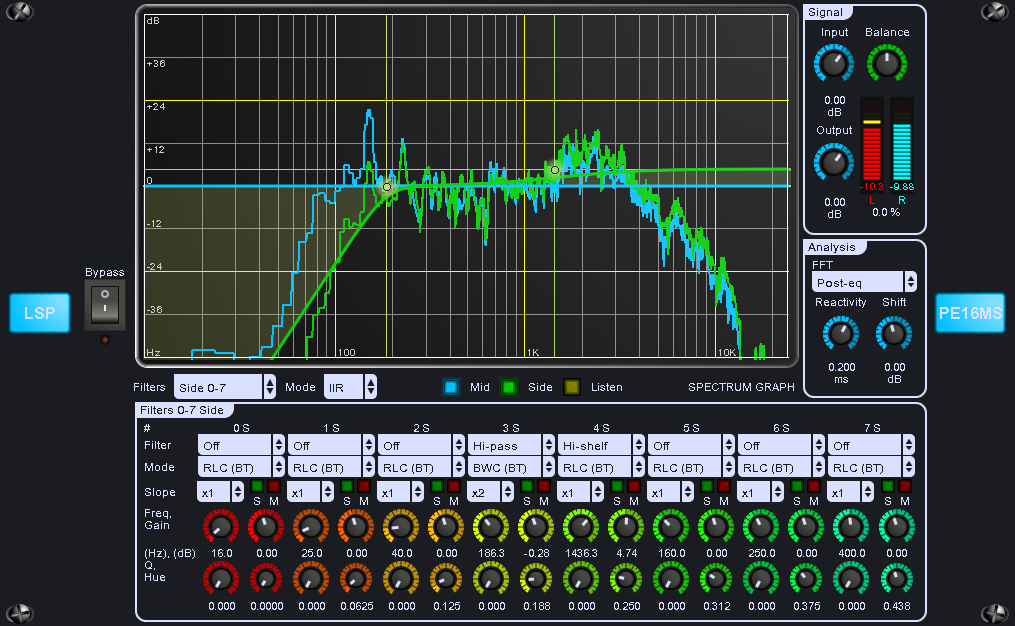 dB
+36
+24
+12
0
-12
-24
-36
Hz
100
1K
10K
Signal
Input
Balance
0.00
dB
Output
0.00
dB
-10.3
-9.88
L
R
0.0 %
Analysis
FFT
Post-eq
Reactivity
Shift
0.200
ms
0.00
dB
Bypass
LSP
PE16MS
Filters
Side 0-7
Mode
IIR
Mid
Side
Listen
SPECTRUM GRAPH
Filters 0-7 Side
# 0 S 1 S 2 S 3 S 4 S 5 S 6 S 7 S
Filter Off Off Off Hi-pass Hi-shelf Off Off Off
Mode RLC (BT) RLC (BT) RLC (BT) BWC (BT) RLC (BT) RLC (BT) RLC (BT) RLC (BT)
Slope x1 x1 x1 x2 x1 x1 x1 x1
S M S M S M S M S M S M S M S M
Freq,
Gain
(Hz), (dB) 16.0 0.00 25.0 0.00 40.0 0.00 186.3 -0.28 1436.3 4.74 160.0 0.00 250.0 0.00 400.0 0.00
Q,
Hue
0.000 0.0000 0.000 0.0625 0.000 0.125 0.000 0.188 0.000 0.250 0.000 0.312 0.000 0.375 0.000 0.438